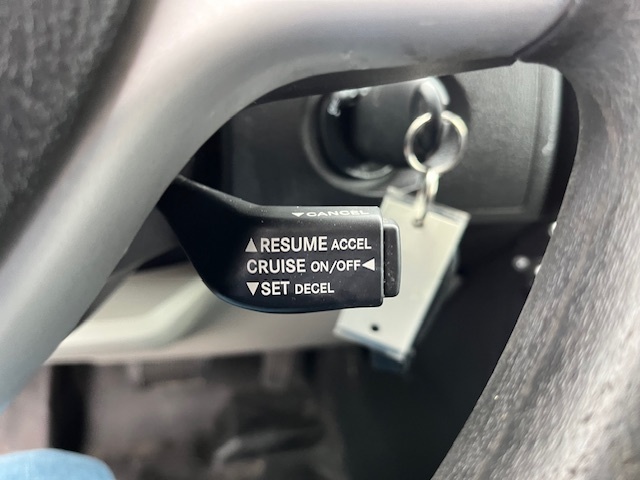 ▼CANCEL
▲RESUME ACCEL
CRUISE ON/OFF◀
▼SET DECEL